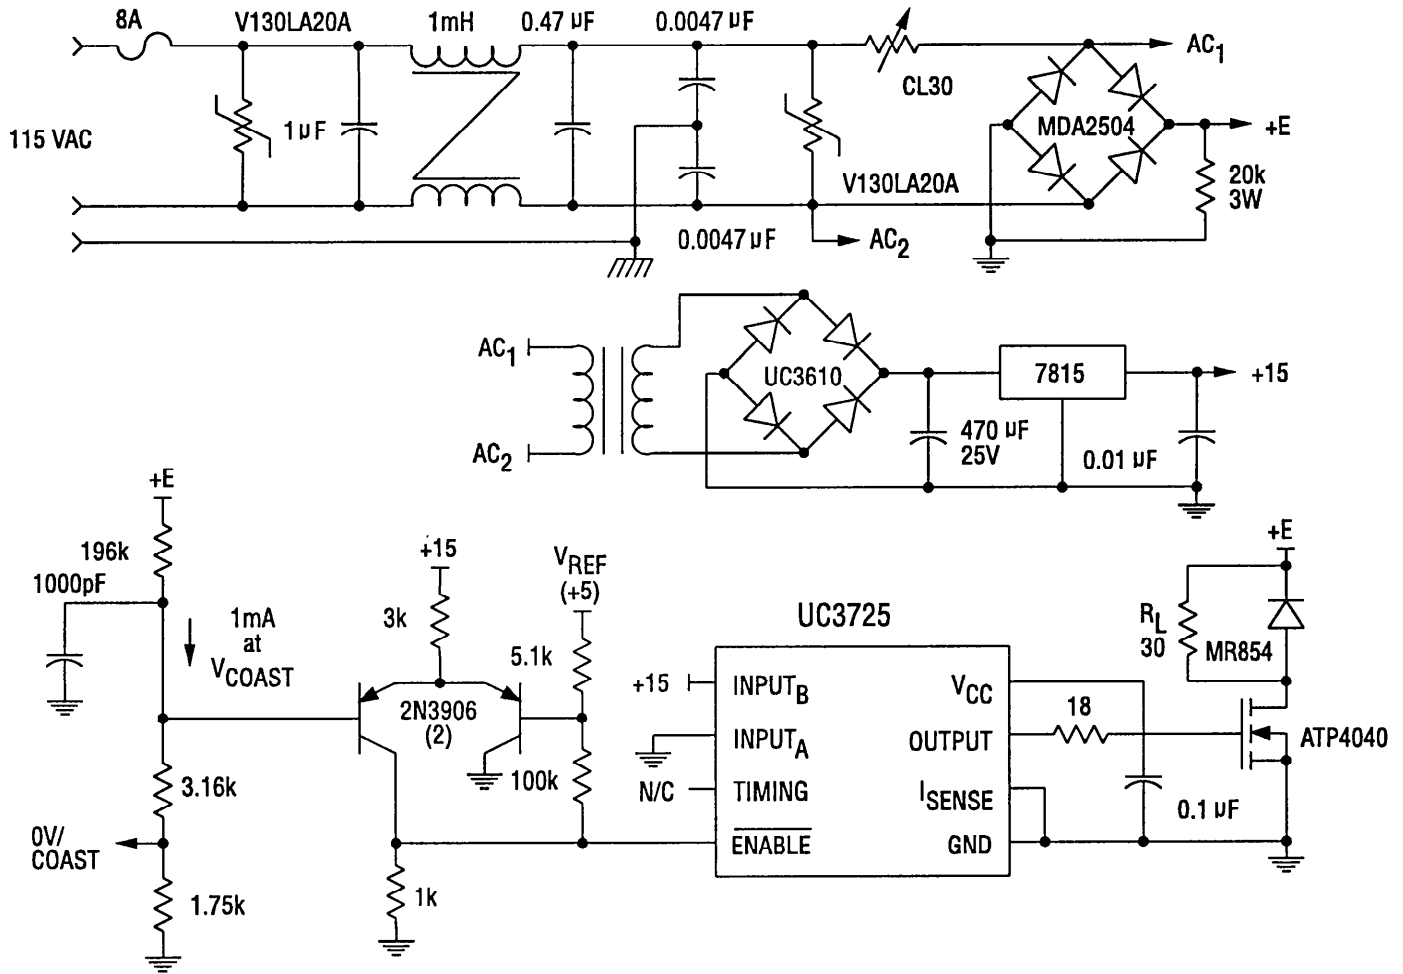 8A
V130LA20A
1mH
0.47 µF
0.0047 µF
AC1
CL30
115 VAC
1µF
MDA2504
+E
20k
3W
V130LA20A
0.0047 µF
AC2
AC1
UC3610
7815
+15
AC2
470 µF
25V
0.01 µF
+E
196k
1000pF
1mA
at
VCOAST
+15
3k
VREF
(+5)
5.1k
2N3906
(2)
100k
3.16k
0V/
COAST
1.75k
1k
UC3725
+15
INPUTB
INPUTA
N/C
TIMING
ENABLE
VCC
OUTPUT
ISENSE
GND
18
0.1 µF
+E
RL
30
MR854
ATP4040